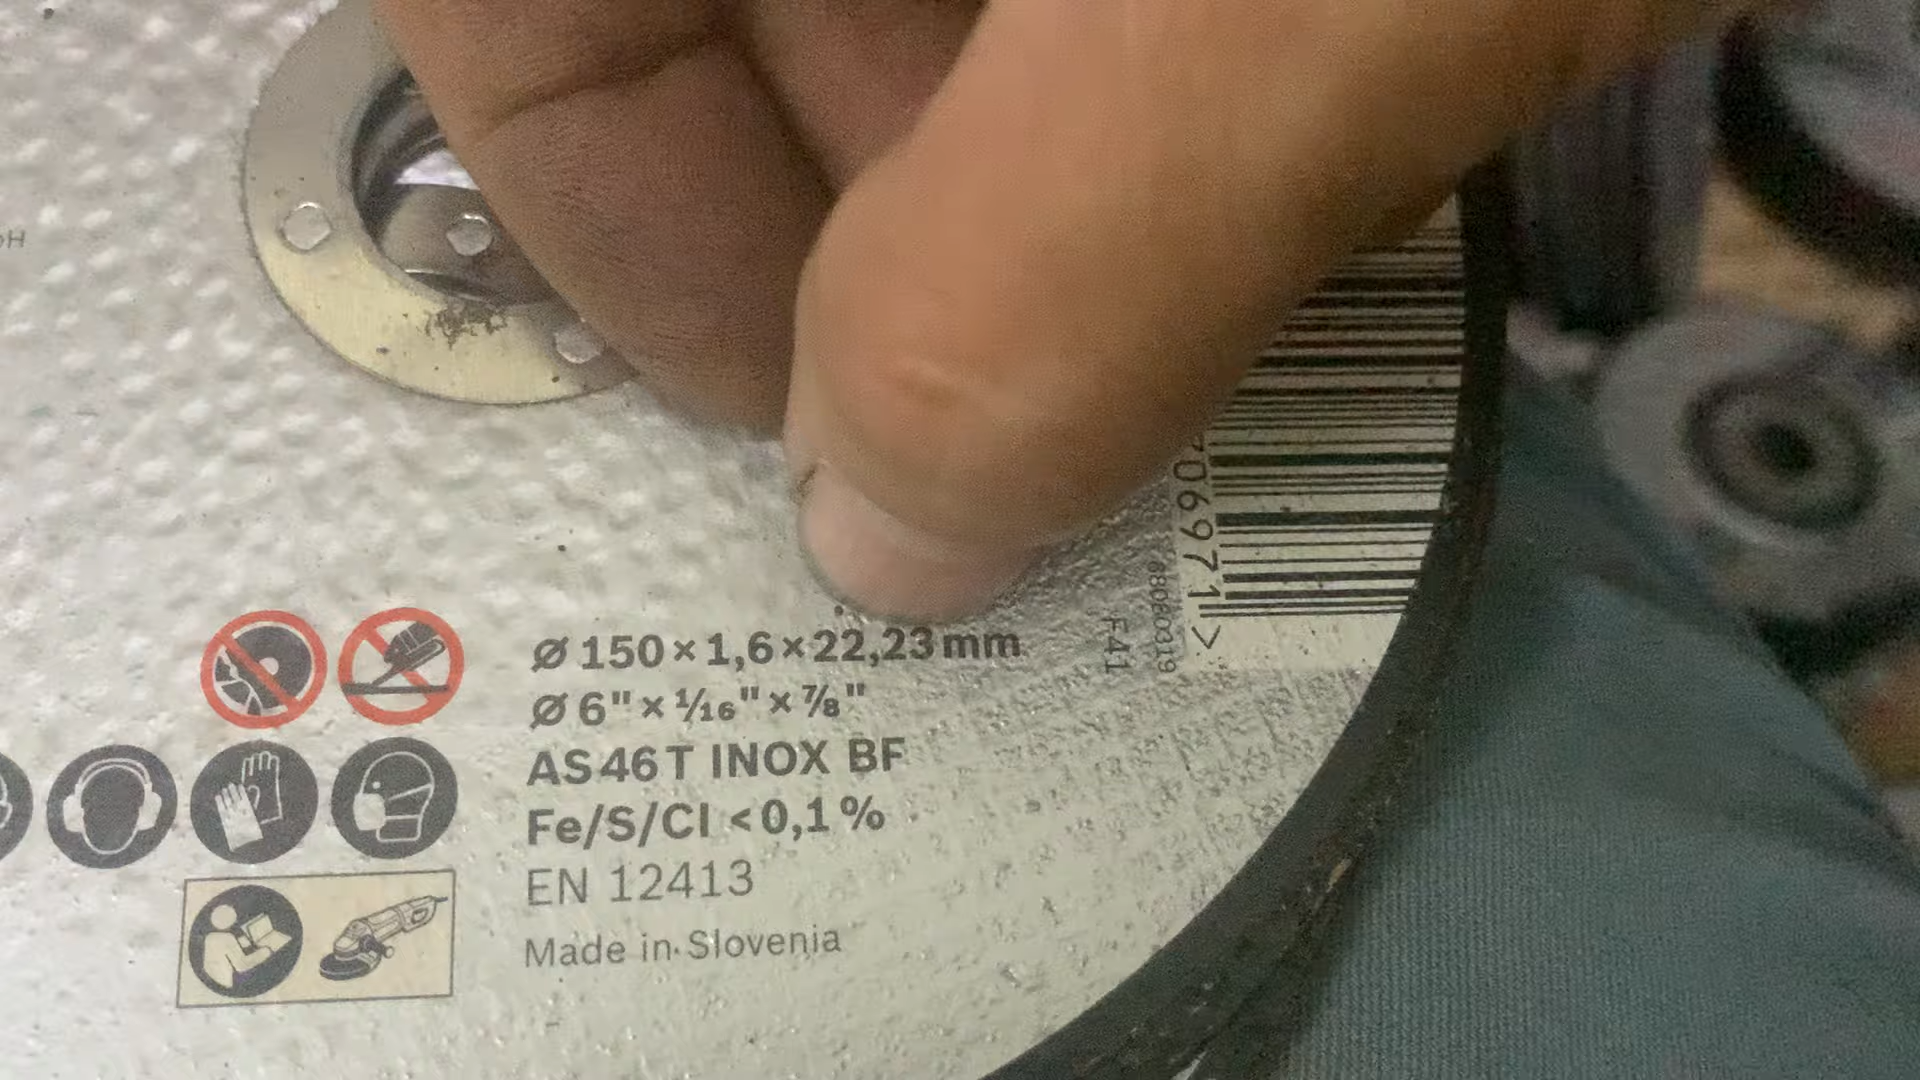 Ø 150 × 1,6 × 22,23 mm
Ø 6" × 1/16" × 7/8"
AS 46 T INOX BF
Fe/S/Cl < 0,1 %
EN 12413
Made in Slovenia
706971>
F41